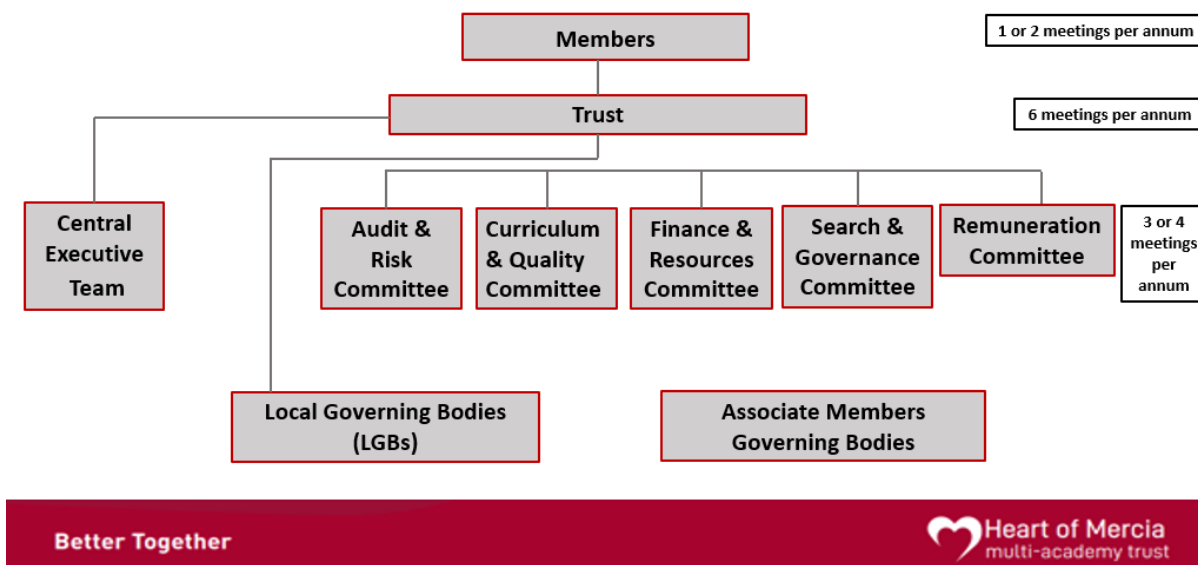 Members
1 or 2 meetings per annum
Trust
6 meetings per annum
Central
Executive
Team
Audit &
Risk
Committee
Curriculum
& Quality
Committee
Finance &
Resources
Committee
Search &
Governance
Committee
Remuneration
Committee
3 or 4
meetings
per
annum
Local Governing Bodies
(LGBs)
Associate Members
Governing Bodies
Better Together
Heart of Mercia
multi-academy trust